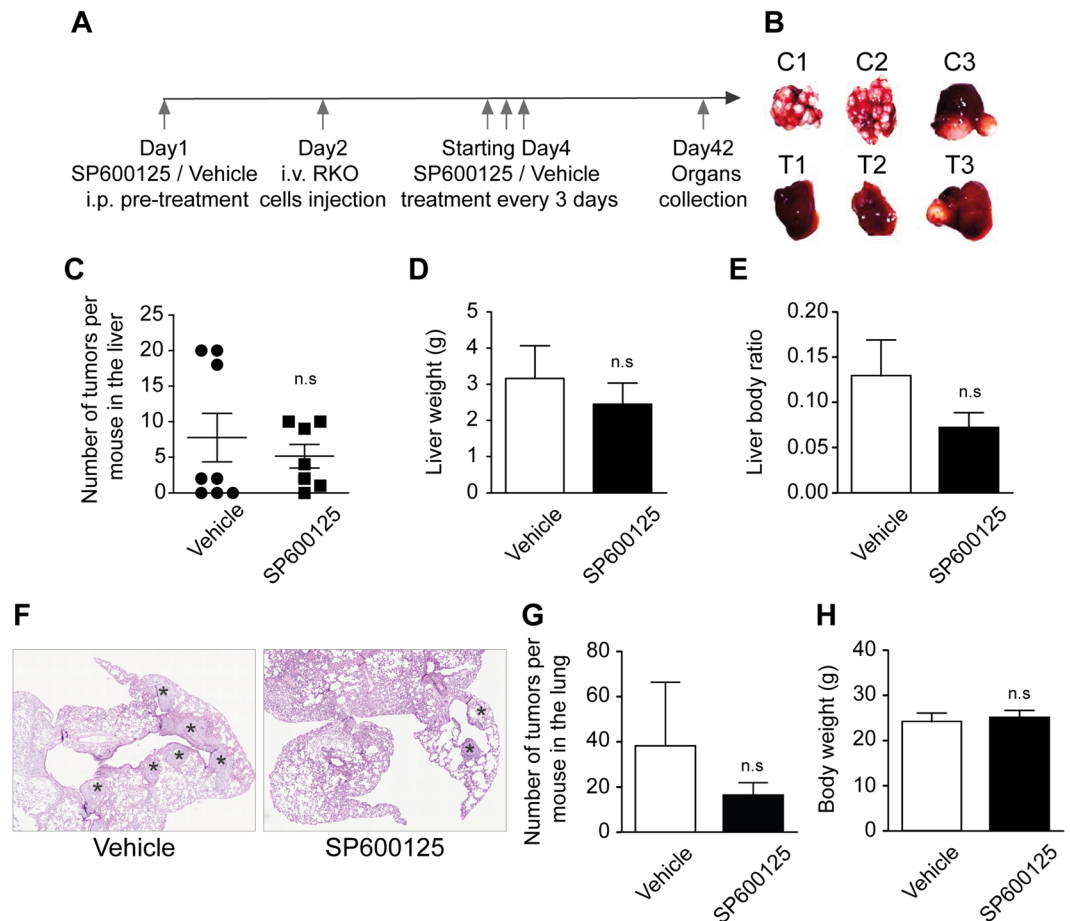 A
Day1
SP600125 / Vehicle
i.p. pre-treatment
Day2
i.v. RKO
cells injection
Starting Day4
SP600125 / Vehicle
treatment every 3 days
Day42
Organs
collection
B
C1 C2 C3
T1 T2 T3
C
Number of tumors per
mouse in the liver
25
20
15
10
5
0
n.s
Vehicle
SP600125
D
Liver weight (g)
5
4
3
2
1
0
n.s
Vehicle
SP600125
E
Liver body ratio
0.20
0.15
0.10
0.05
0.00
n.s
Vehicle
SP600125
F
* * * * * *
Vehicle
* *
SP600125
G
Number of tumors per
mouse in the lung
80
60
40
20
0
n.s
Vehicle
SP600125
H
Body weight (g)
40
30
20
10
0
n.s
Vehicle
SP600125